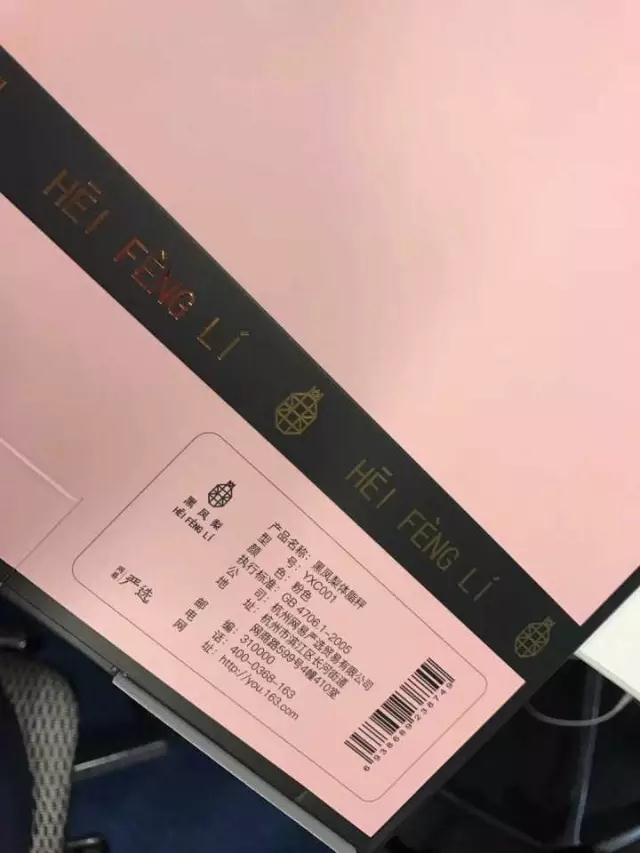 HĒI FÈNG LÍ
HĒI FÈNG LÍ
黑凤梨
HĒI FÈNG LÍ
网易严选
产品名称：黑凤梨体脂秤
型号：YXC001
颜色：粉色
执行标准：GB 4706.1-2005
公司：杭州网易严选贸易有限公司
地址：杭州市滨江区长河街道
网商路599号4幢410室
邮编：310000
电话：400-0368-163
网址：http://you.163.com
6938689236749